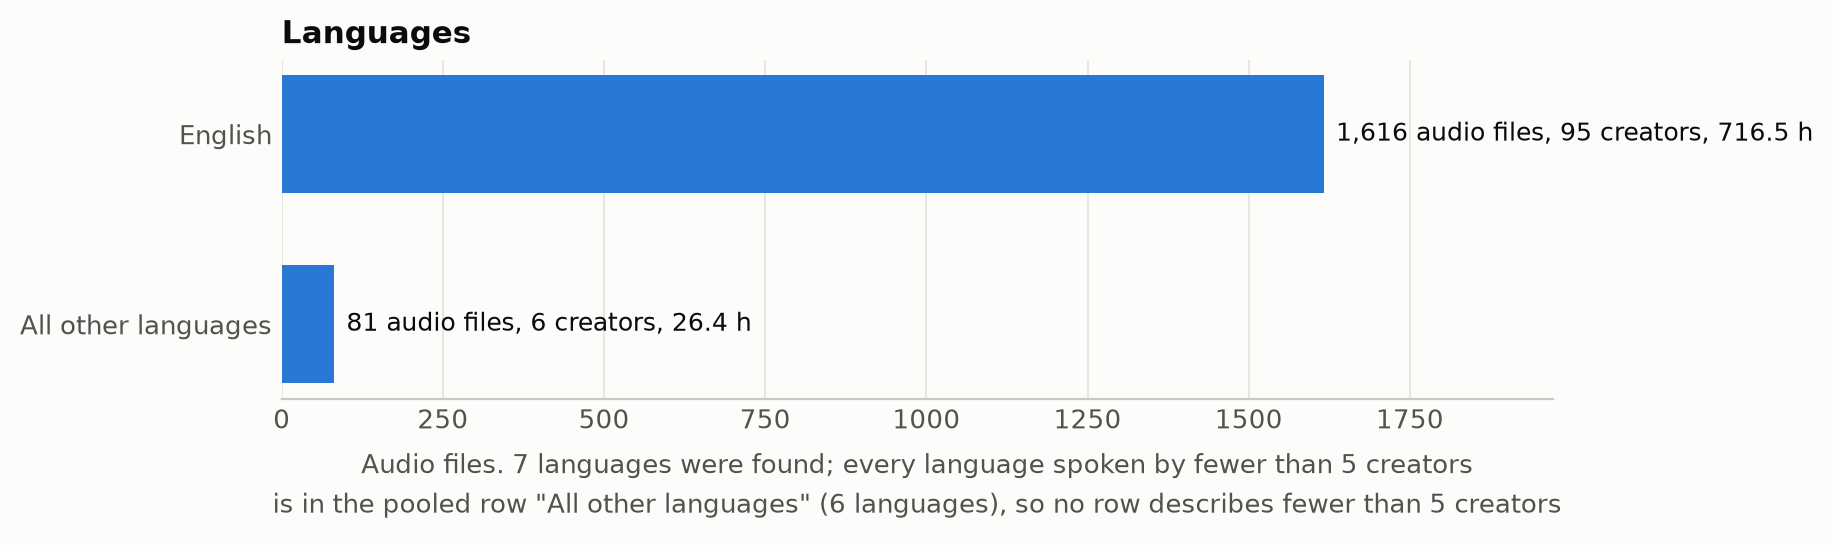 Languages
English
1,616 audio files, 95 creators, 716.5 h
All other languages
81 audio files, 6 creators, 26.4 h
0 250 500 750 1000 1250 1500 1750
Audio files. 7 languages were found; every language spoken by fewer than 5 creators
is in the pooled row "All other languages" (6 languages), so no row describes fewer than 5 creators